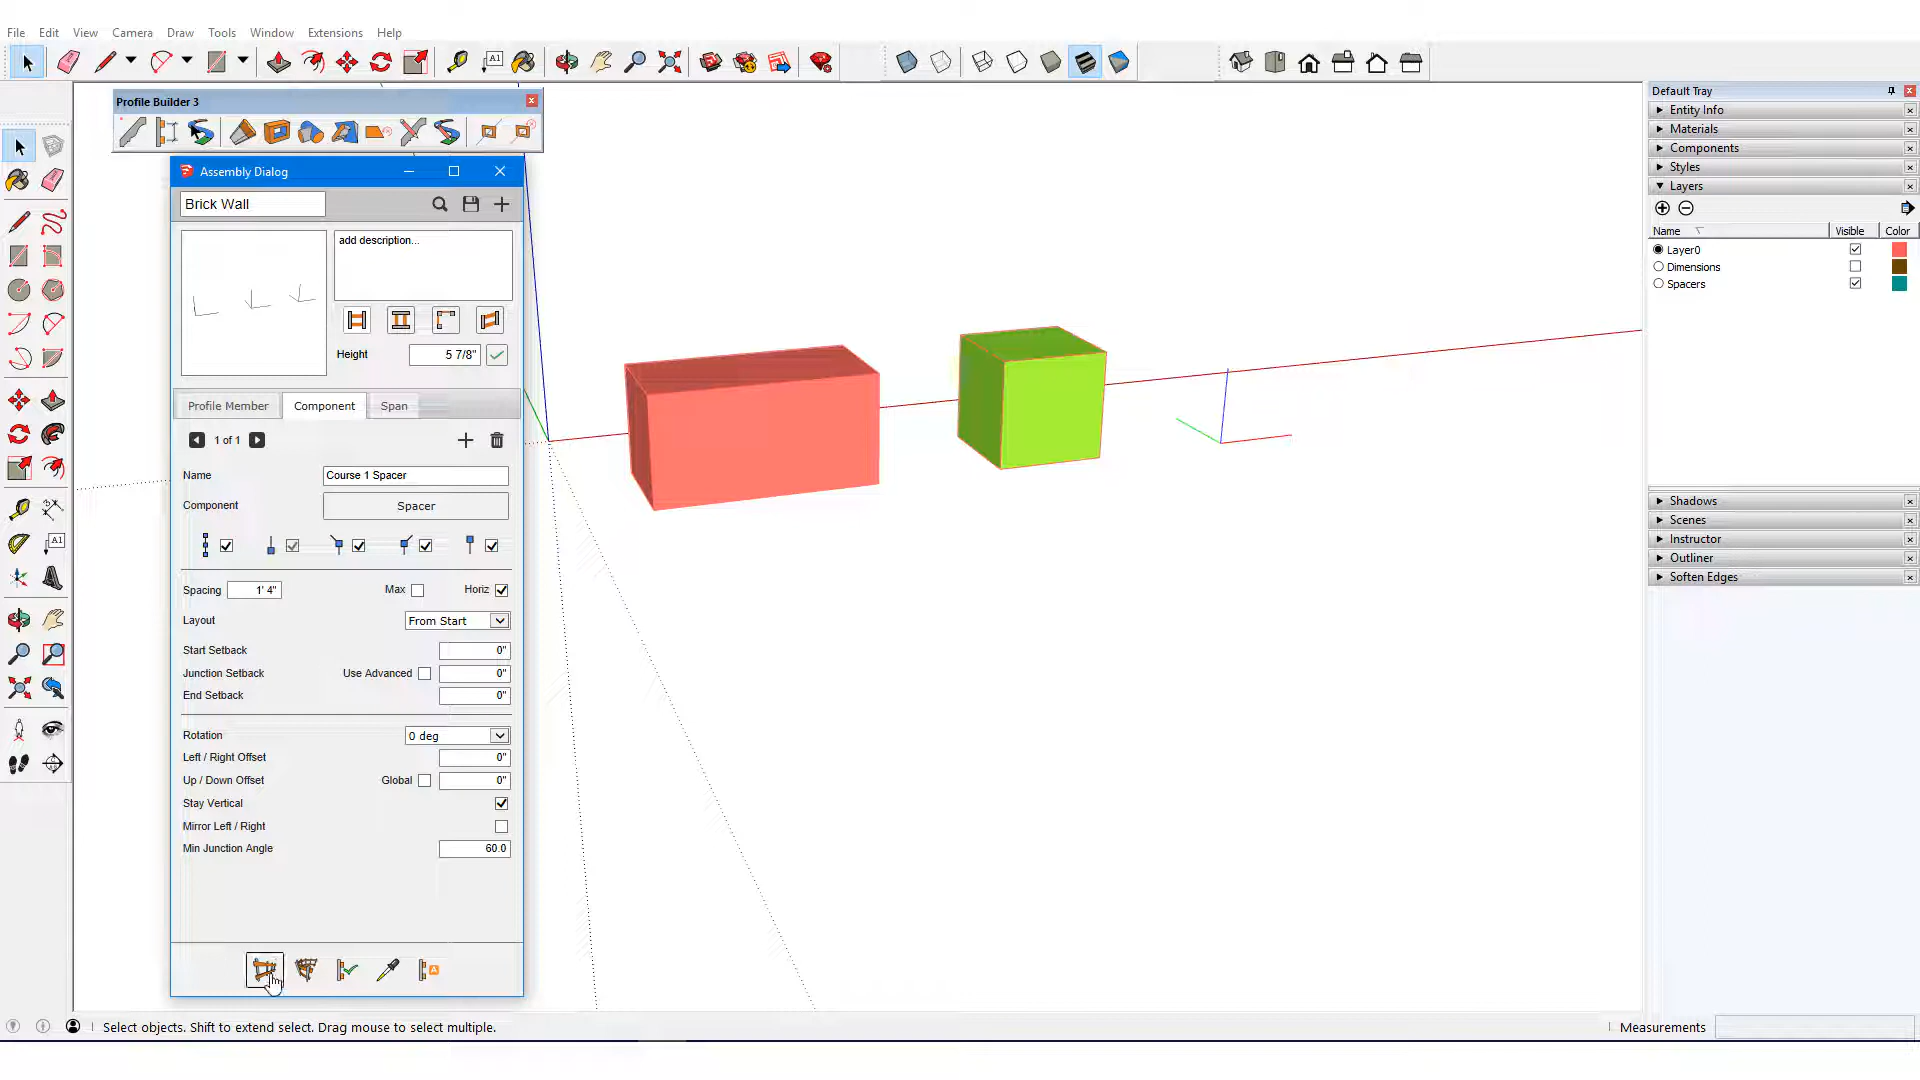 File Edit View Camera Draw Tools Window Extensions Help
A1
Profile Builder 3
Assembly Dialog
Brick Wall
add description...
Height 5 7/8"
Profile Member Component Span
1 of 1
Name Course 1 Spacer
Component Spacer
Spacing 1' 4" Max Horiz
Layout From Start
Start Setback 0"
Junction Setback Use Advanced 0"
End Setback 0"
Rotation 0 deg
Left / Right Offset 0"
Up / Down Offset Global 0"
Stay Vertical
Mirror Left / Right
Min Junction Angle 60.0
A
A1
Default Tray
Entity Info
Materials
Components
Styles
Layers
Name Visible Color
Layer0
Dimensions
Spacers
Shadows
Scenes
Instructor
Outliner
Soften Edges
Select objects. Shift to extend select. Drag mouse to select multiple.
Measurements